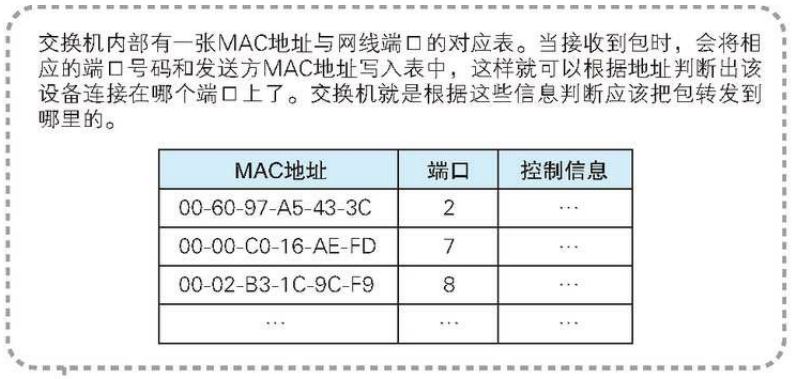 交换机内部有一张MAC地址与网线端口的对应表。当接收到包时，会将相
应的端口号码和发送方MAC地址写入表中，这样就可以根据地址判断出该
设备连接在哪个端口上了。交换机就是根据这些信息判断应该把包转发到
哪里的。
MAC地址 端口 控制信息
00-60-97-A5-43-3C 2 …
00-00-C0-16-AE-FD 7 …
00-02-B3-1C-9C-F9 8 …
… … …